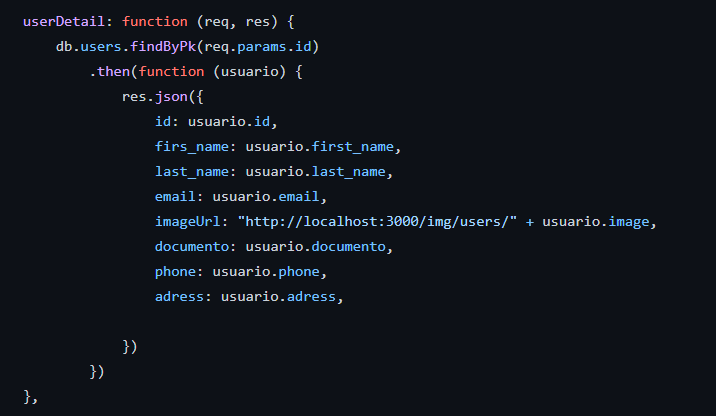 userDetail: function (req, res) {
    db.users.findByPk(req.params.id)
        .then(function (usuario) {
            res.json({
                id: usuario.id,
                firs_name: usuario.first_name,
                last_name: usuario.last_name,
                email: usuario.email,
                imageUrl: "http://localhost:3000/img/users/" + usuario.image,
                documento: usuario.documento,
                phone: usuario.phone,
                adress: usuario.adress,

            })
        })
},